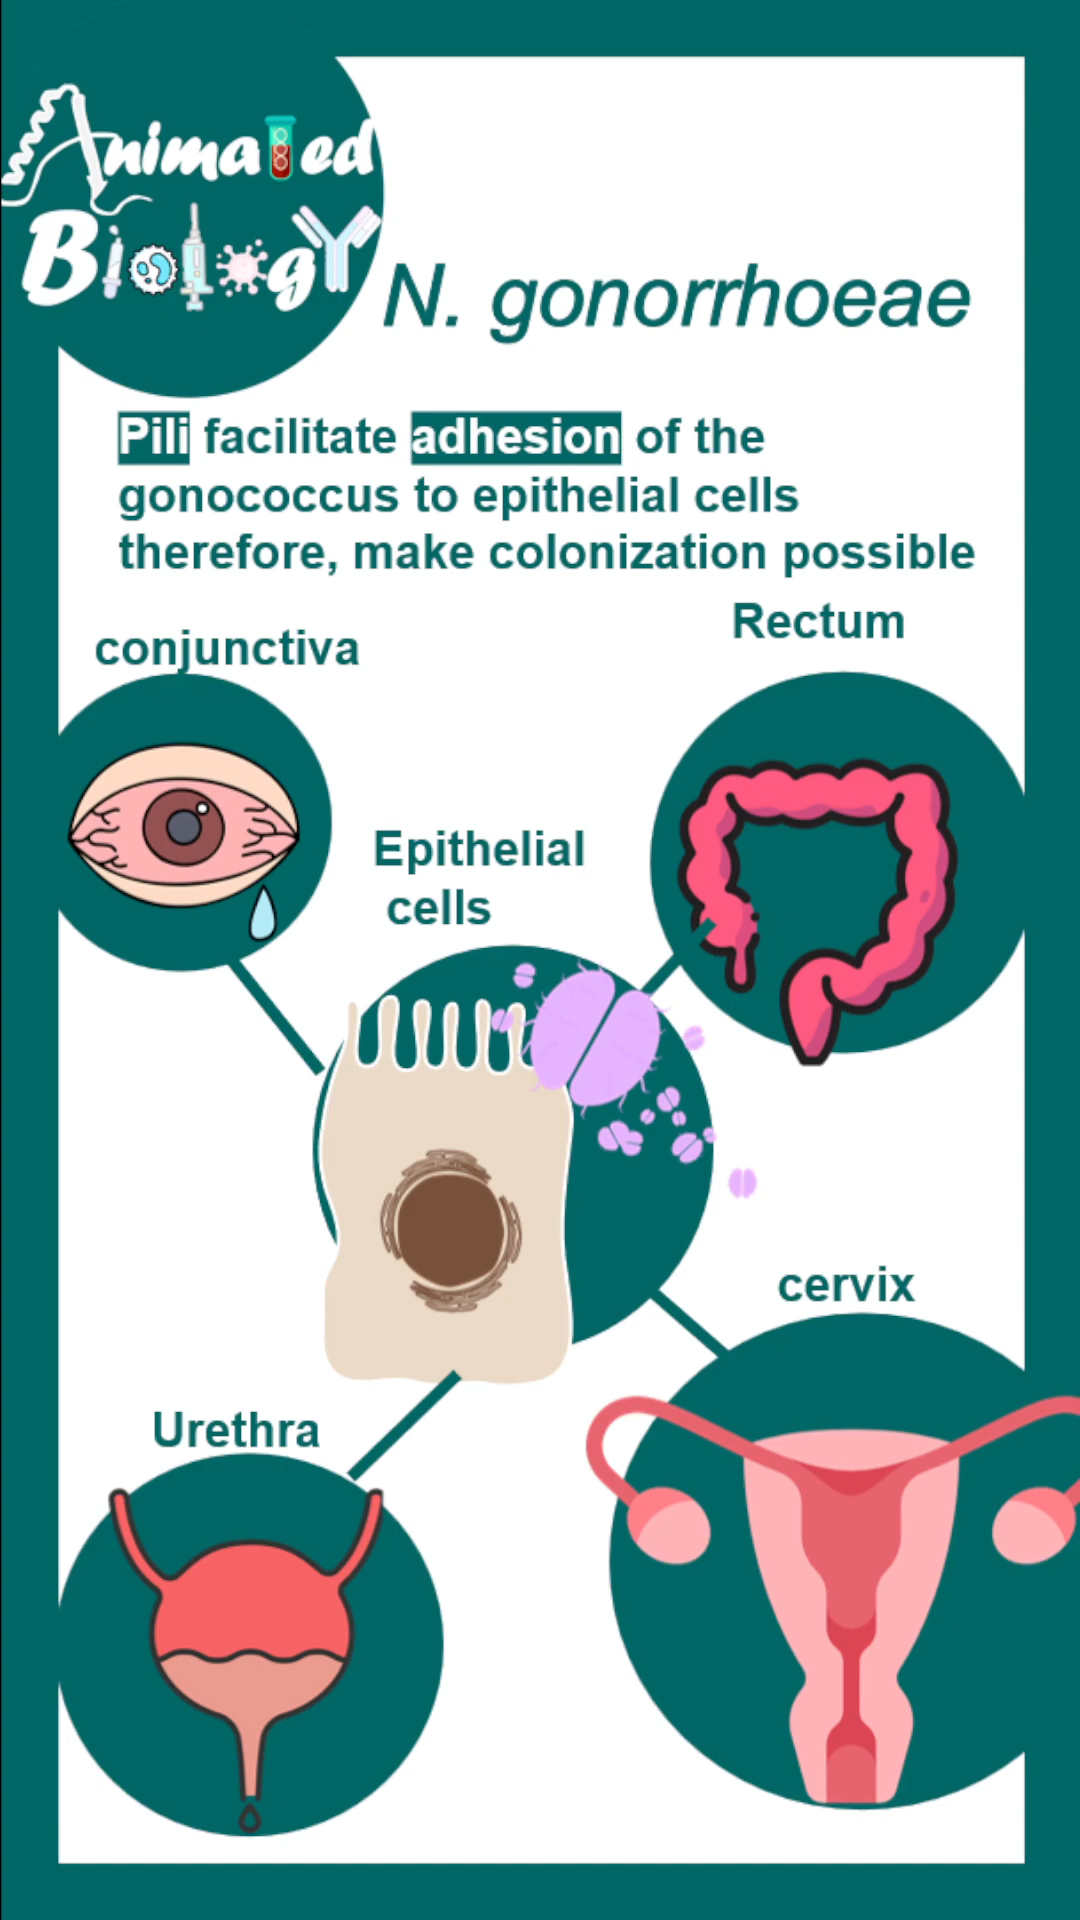 Animated
Biology
N. gonorrhoeae
Pili facilitate adhesion of the
gonococcus to epithelial cells
therefore, make colonization possible
Rectum
conjunctiva
Epithelial
cells
cervix
Urethra